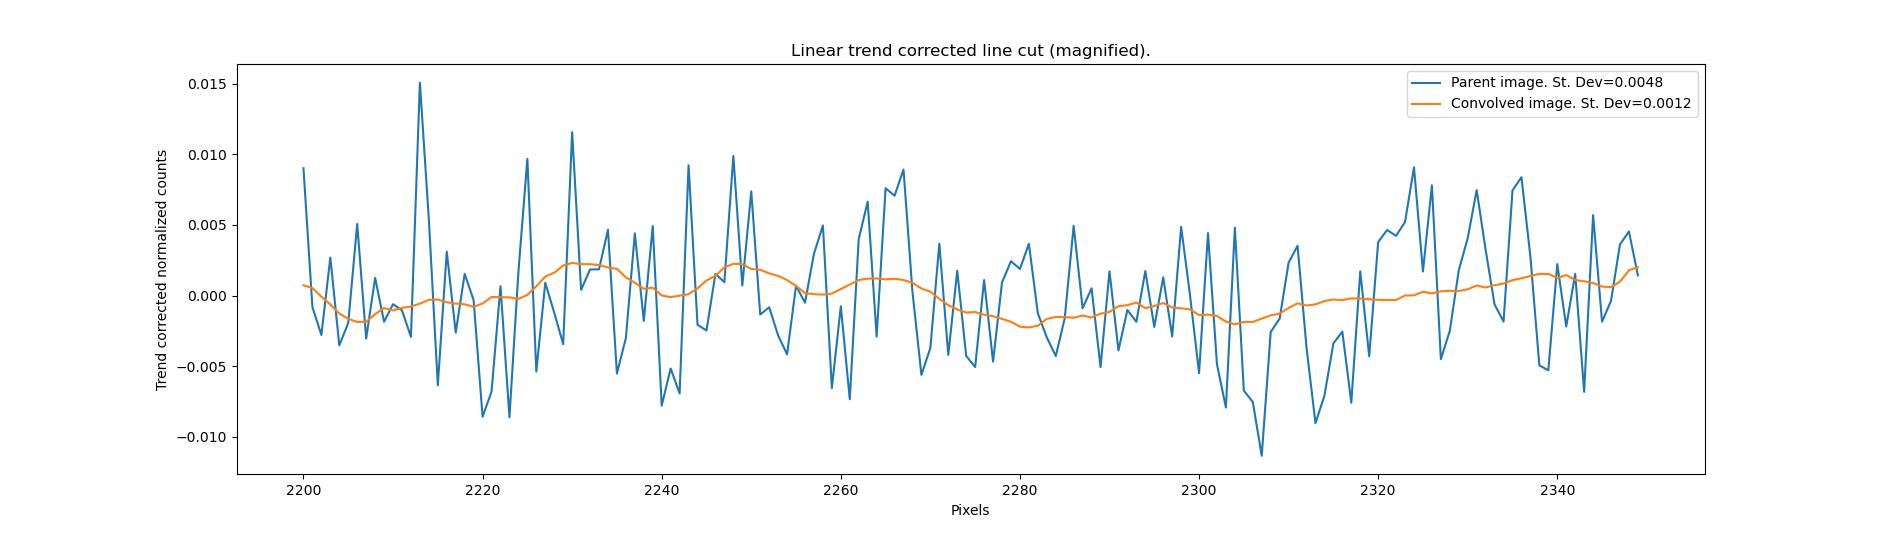 Linear trend corrected line cut (magnified).
Parent image. St. Dev=0.0048
Convolved image. St. Dev=0.0012
Trend corrected normalized counts
0.015
0.010
0.005
0.000
−0.005
−0.010
2200 2220 2240 2260 2280 2300 2320 2340
Pixels